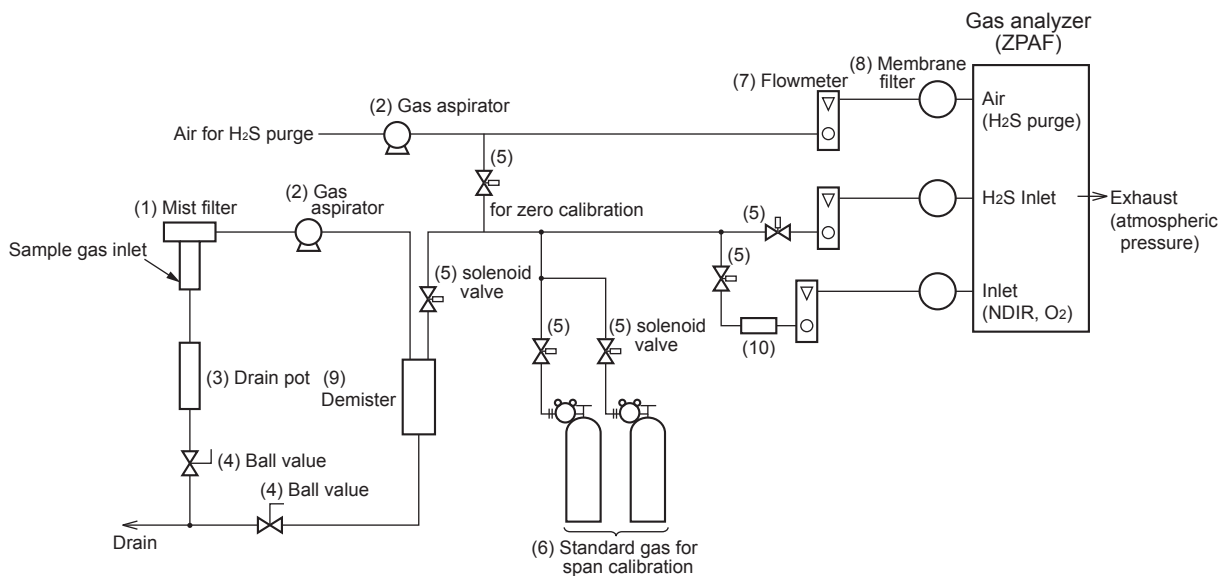 Gas analyzer
(ZPAF)
(8) Membrane
filter
(7) Flowmeter
(2) Gas aspirator
Air for H2S purge
Air
(H2S purge)
(5)
(2) Gas
aspirator
(1) Mist filter
for zero calibration
(5)
H2S Inlet
Exhaust
(atmospheric
pressure)
Sample gas inlet
(5) solenoid
valve
(5)
Inlet
(NDIR, O2)
(5)
(5) solenoid
valve
(10)
(3) Drain pot
(9)
Demister
(4) Ball value
(4) Ball value
Drain
(6) Standard gas for
span calibration